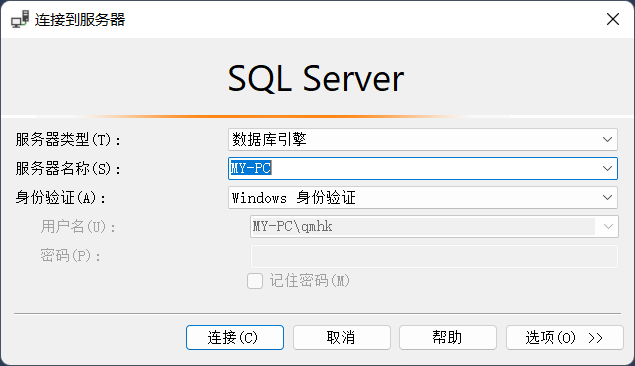 连接到服务器
SQL Server
服务器类型(T): 数据库引擎
服务器名称(S): MY-PC
身份验证(A): Windows 身份验证
用户名(U): MY-PC\qmhk
密码(P):
记住密码(M)
连接(C) 取消 帮助 选项(O) >>